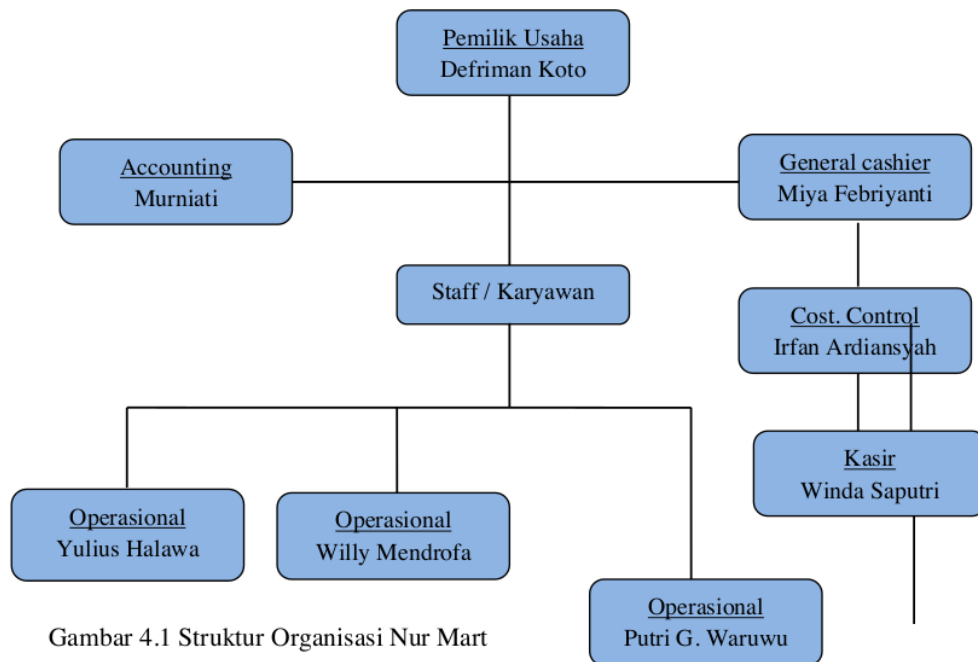 Pemilik Usaha
Defriman Koto
Accounting
Murniati
General cashier
Miya Febriyanti
Staff / Karyawan
Cost. Control
Irfan Ardiansyah
Kasir
Winda Saputri
Operasional
Yulius Halawa
Operasional
Willy Mendrofa
Operasional
Putri G. Waruwu
Gambar 4.1 Struktur Organisasi Nur Mart